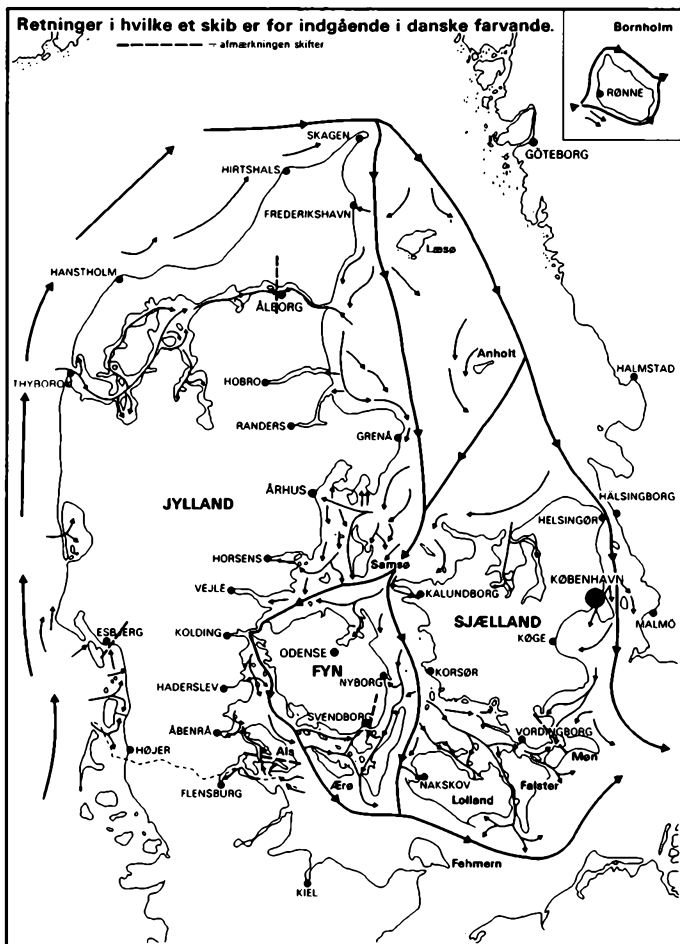 Retninger i hvilke et skib er for indgående i danske farvande.
– afmærkningen skifter
Bornholm
RØNNE
SKAGEN
GÖTEBORG
HIRTSHALS
FREDERIKSHAVN
Læsø
HANSTHOLM
ÅLBORG
Anholt
HALMSTAD
THYBORØN
HOBRO
RANDERS
GRENÅ
JYLLAND
ÅRHUS
HÄLSINGBORG
HELSINGØR
HORSENS
Samsø
KØBENHAVN
VEJLE
KALUNDBORG
SJÆLLAND
MALMÖ
ESBJERG
KOLDING
KØGE
ODENSE
FYN
KORSØR
HADERSLEV
NYBORG
SVENDBORG
VORDINGBORG
ÅBENRÅ
Als
Møn
HØJER
Ærø
NAKSKOV
Falster
FLENSBURG
Lolland
Fehmern
KIEL